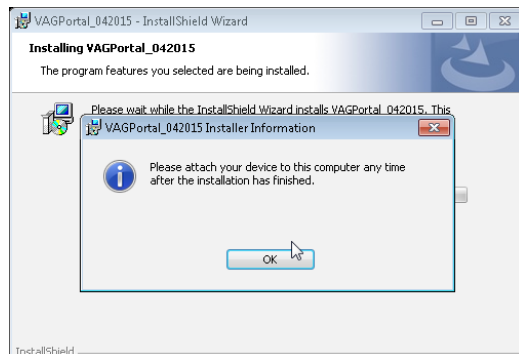 VAGPortal_042015 - InstallShield Wizard
Installing VAGPortal_042015
The program features you selected are being installed.
Please wait while the InstallShield Wizard installs VAGPortal_042015. This
VAGPortal_042015 Installer Information
Please attach your device to this computer any time
after the installation has finished.
OK
InstallShield